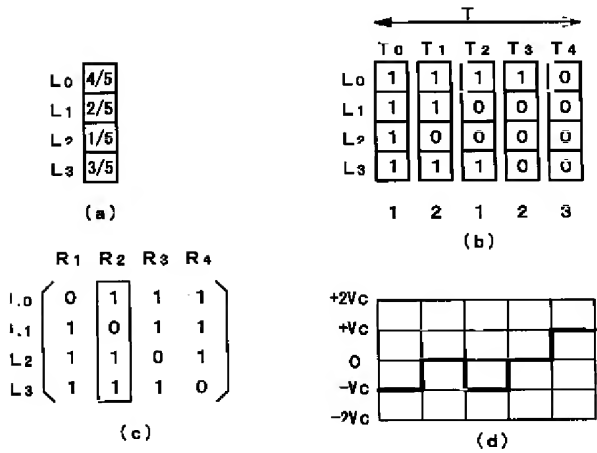 L0 4/5
L1 2/5
L2 1/5
L3 3/5
(a)
T
T0 T1 T2 T3 T4
L0 1 1 1 1 0
L1 1 1 0 0 0
L2 1 0 0 0 0
L3 1 1 1 0 0
1 2 1 2 3
(b)
R1 R2 R3 R4
L0 0 1 1 1
L1 1 0 1 1
L2 1 1 0 1
L3 1 1 1 0
(c)
+2Vc
+Vc
0
-Vc
-2Vc
(d)